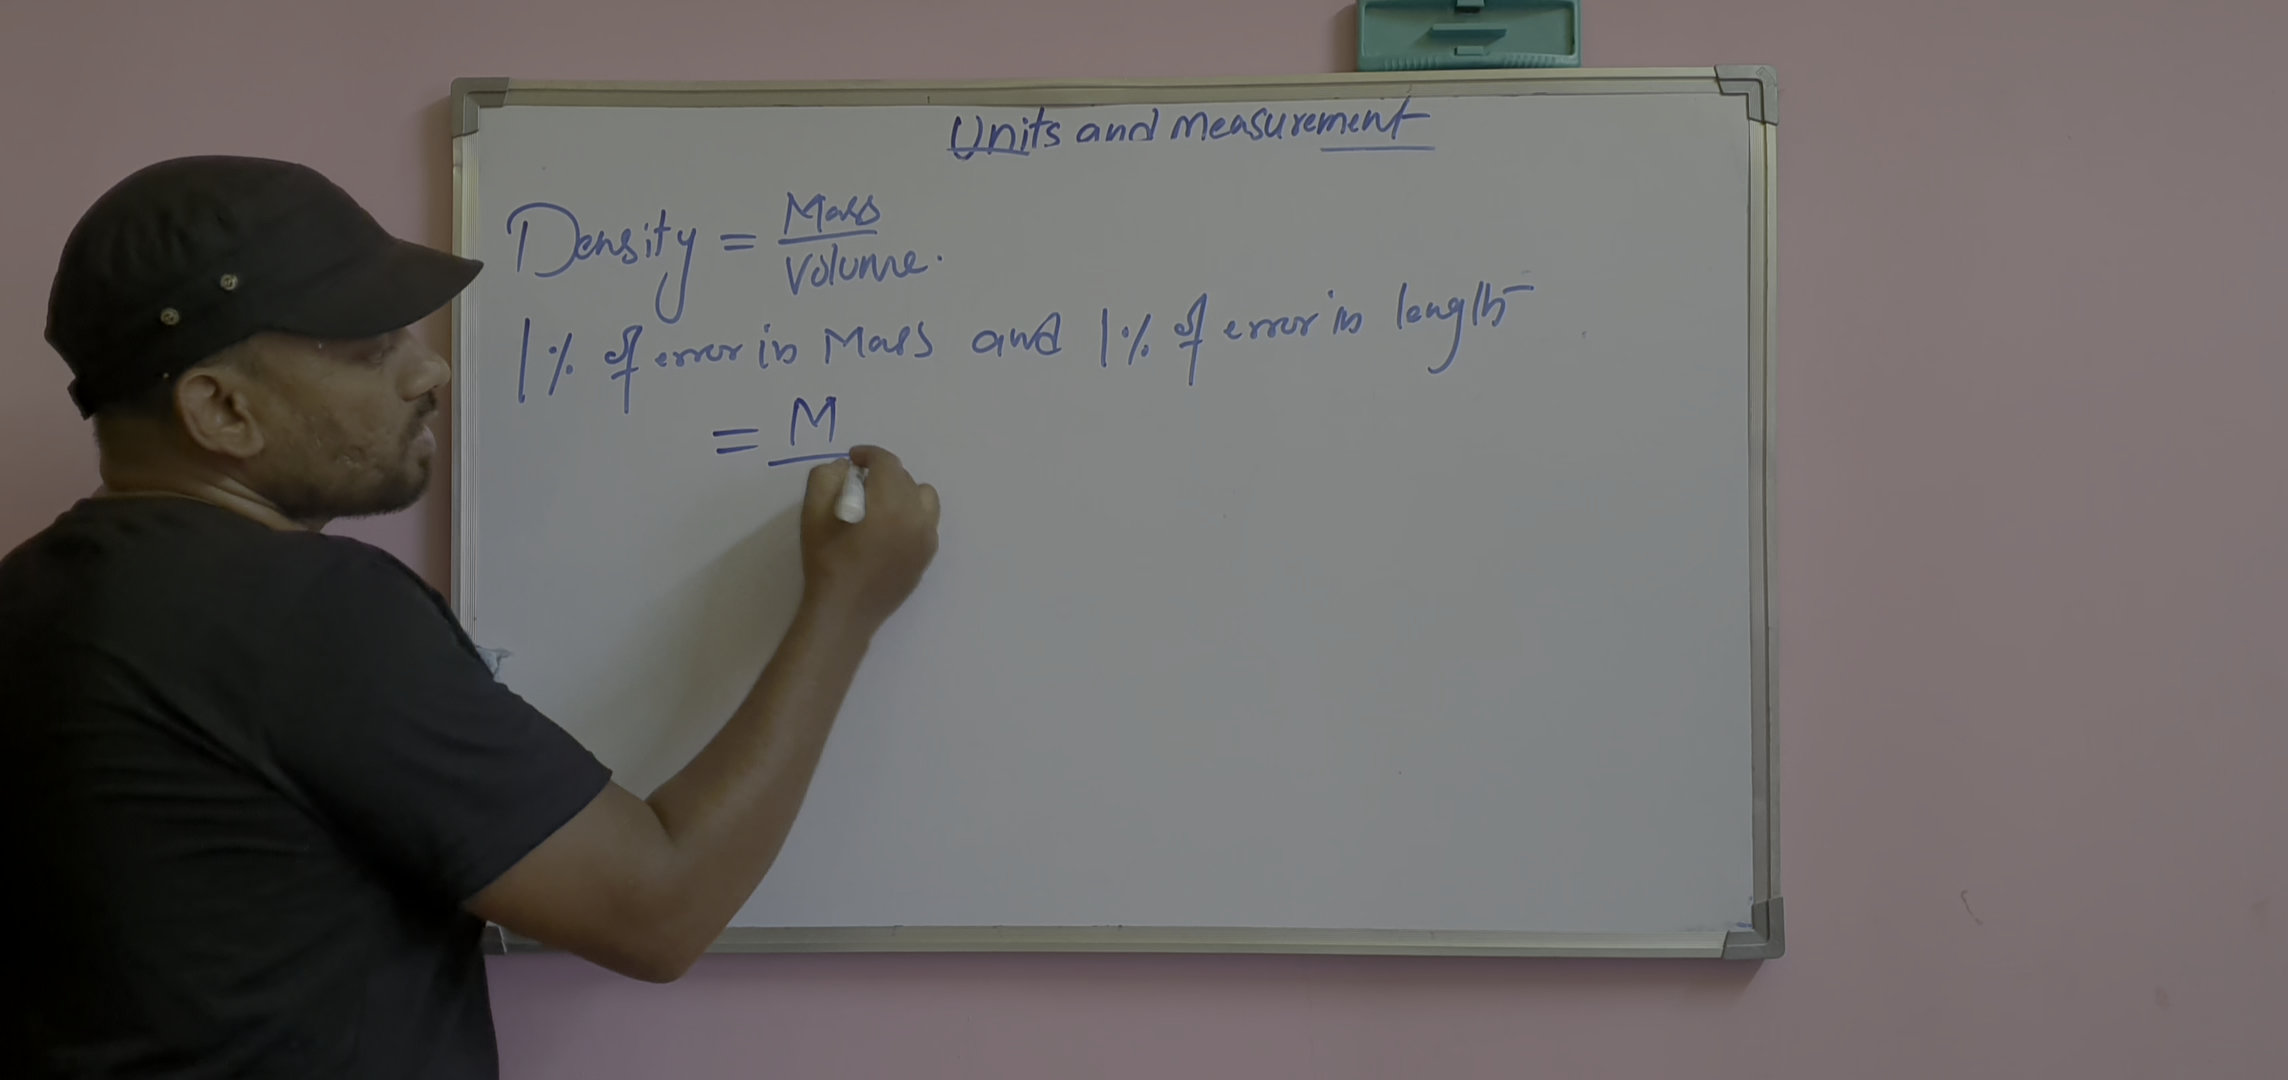 Units and measurement
Density = Mass / Volume.
1% of error in Mass and 1% of error in length
= M